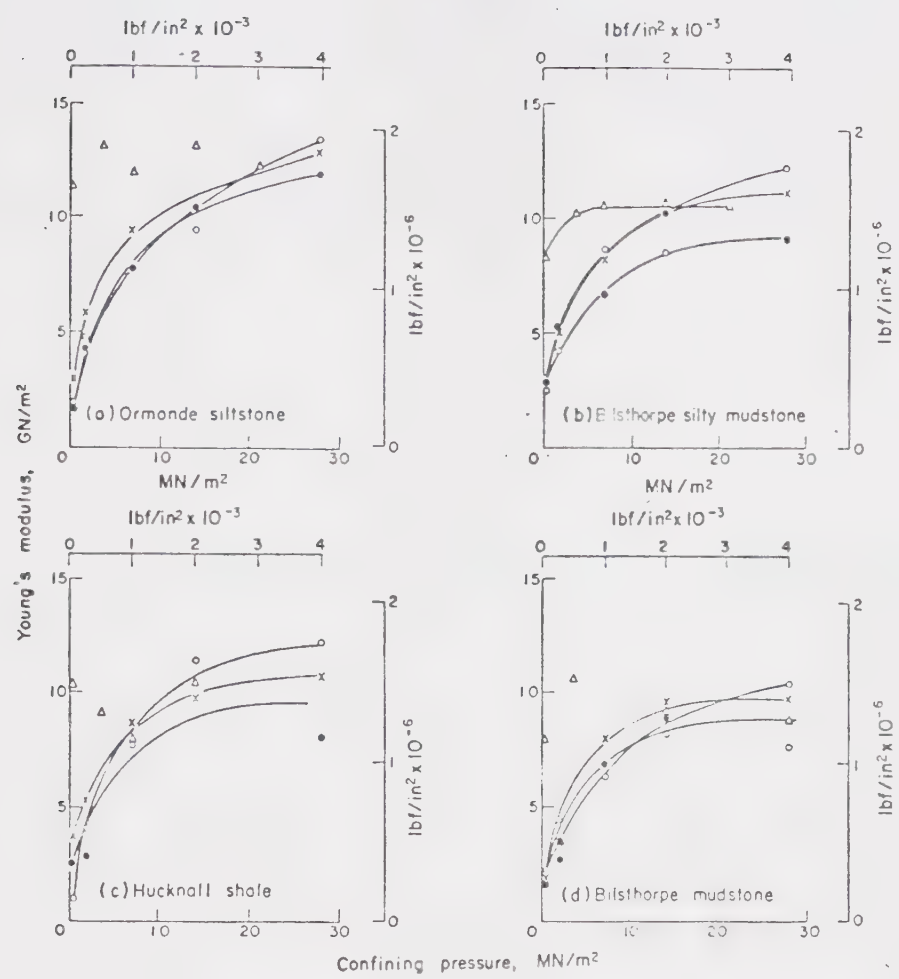 lbf/in² x 10⁻³
0 1 2 3 4
15
10
5
0 10 20 30
MN/m²
2
1
0
lbf/in² x 10⁻⁶
(a) Ormonde siltstone
lbf/in² x 10⁻³
0 1 2 3 4
15
10
5
0 10 20 30
MN/m²
2
1
0
lbf/in² x 10⁻⁶
(b) Bilsthorpe silty mudstone
Young's modulus, GN/m²
lbf/in² x 10⁻³
0 1 2 3 4
15
10
5
0 10 20 30
2
1
0
lbf/in² x 10⁻⁶
(c) Hucknall shale
lbf/in² x 10⁻³
0 1 2 3 4
15
10
5
0 10 20 30
2
1
0
lbf/in² x 10⁻⁶
(d) Bilsthorpe mudstone
Confining pressure, MN/m²